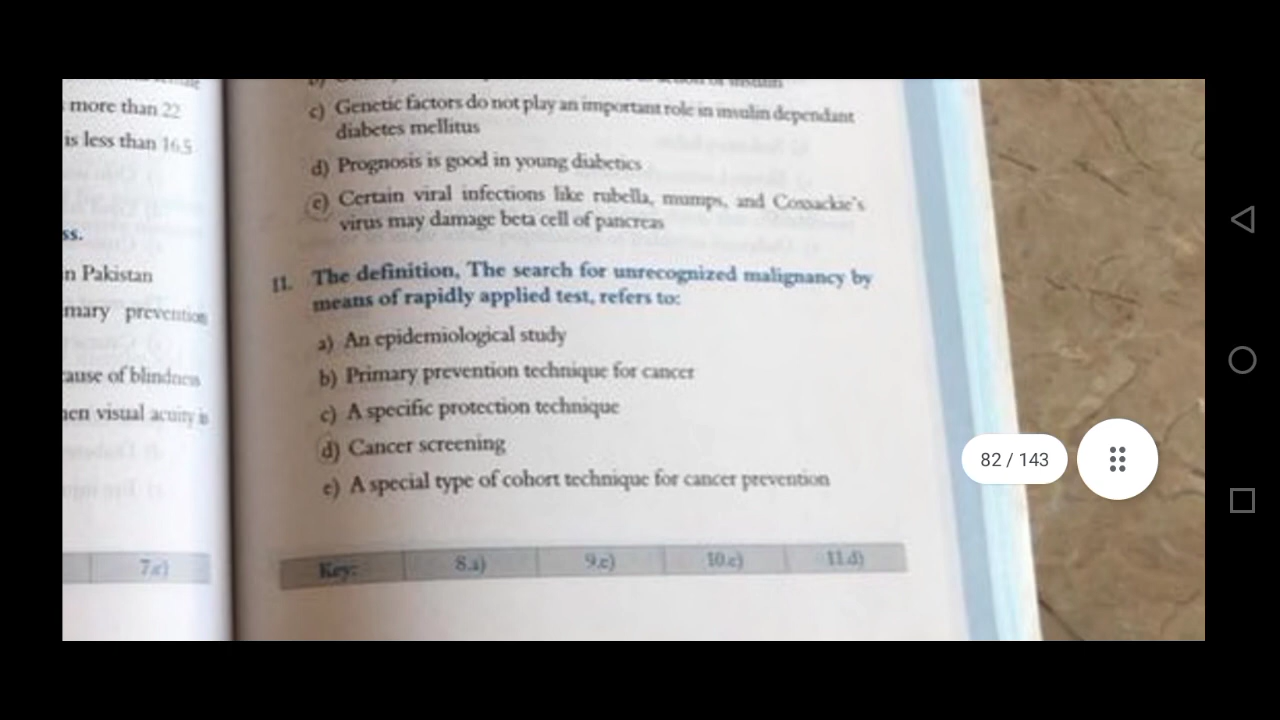 more than 22
is less than 16.5
ss.
n Pakistan
mary prevention
ause of blindness
en visual acuity is
7.e)
c) Genetic factors do not play an important role in insulin dependant
diabetes mellitus
d) Prognosis is good in young diabetics
e) Certain viral infections like rubella, mumps, and Coxsackie's
virus may damage beta cell of pancreas
11. The definition, The search for unrecognized malignancy by
means of rapidly applied test, refers to:
a) An epidemiological study
b) Primary prevention technique for cancer
c) A specific protection technique
d) Cancer screening
e) A special type of cohort technique for cancer prevention
Key: 8.a) 9.e) 10.e) 11.d)
82 / 143